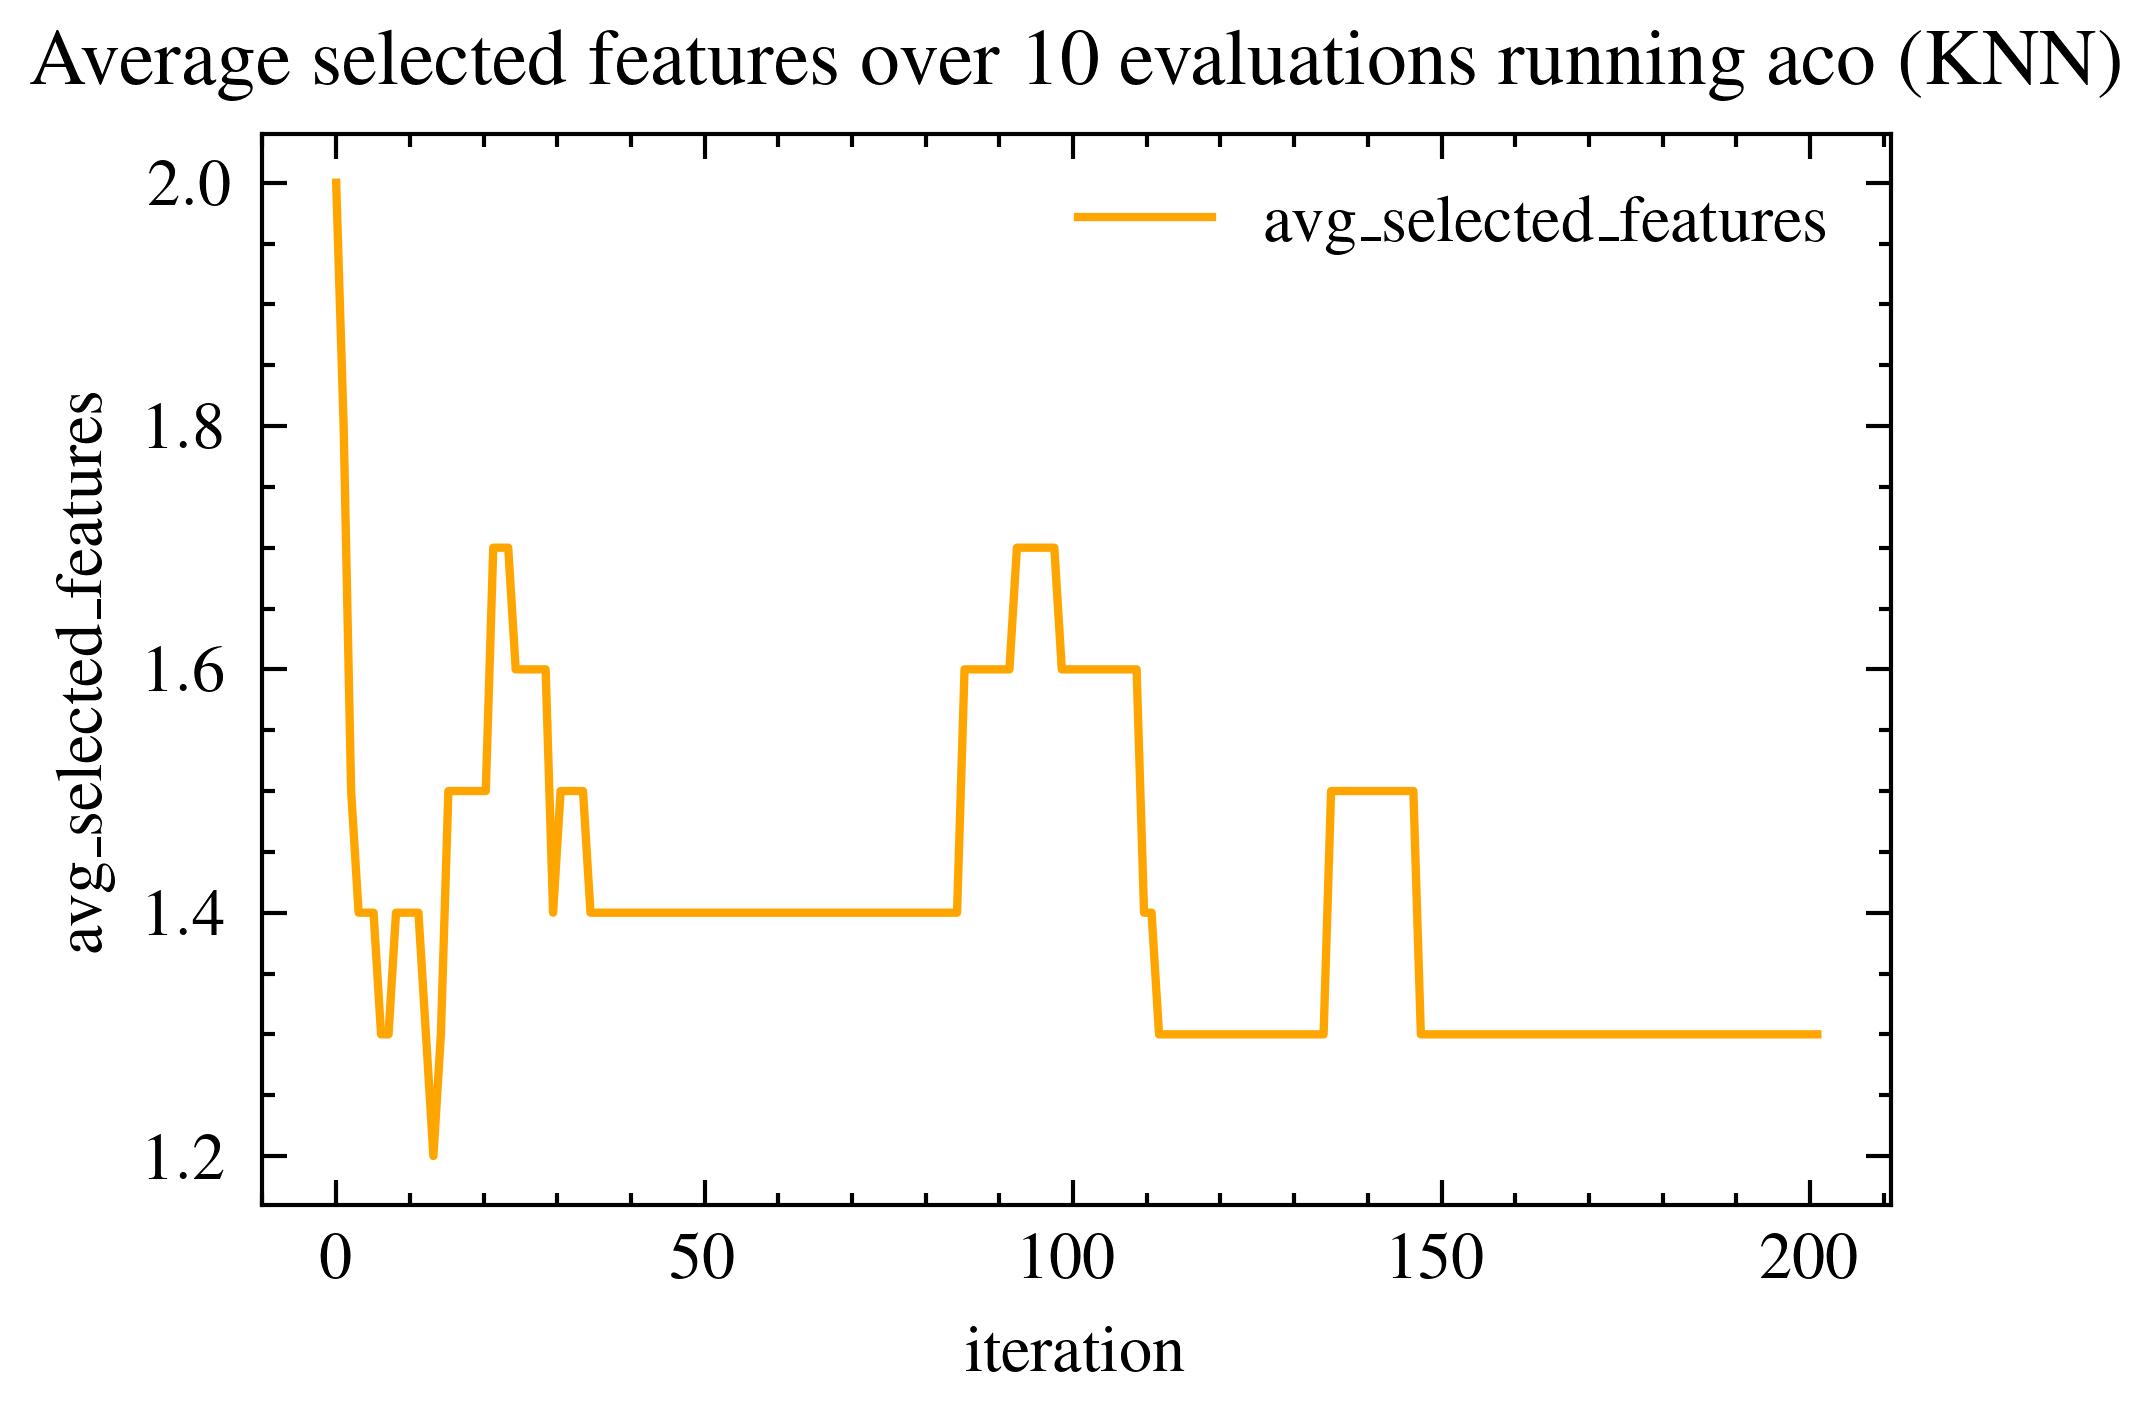 Average selected features over 10 evaluations running aco (KNN)
avg_selected_features
avg_selected_features
2.0
1.8
1.6
1.4
1.2
0 50 100 150 200
iteration